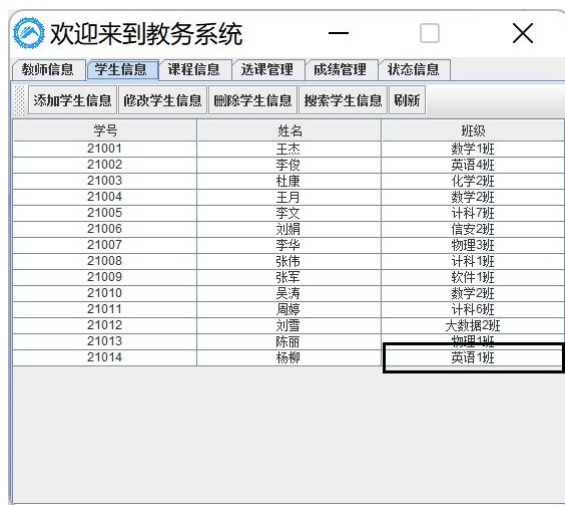 欢迎来到教务系统
教师信息 学生信息 课程信息 选课管理 成绩管理 状态信息
添加学生信息 修改学生信息 删除学生信息 搜索学生信息 刷新
学号 姓名 班级
21001 王杰 数学1班
21002 李俊 英语4班
21003 杜康 化学2班
21004 王月 数学2班
21005 李文 计科7班
21006 刘娟 信安2班
21007 李华 物理3班
21008 张伟 计科1班
21009 张军 软件1班
21010 吴涛 数学2班
21011 周婷 计科6班
21012 刘雪 大数据2班
21013 陈丽 物理1班
21014 杨柳 英语1班